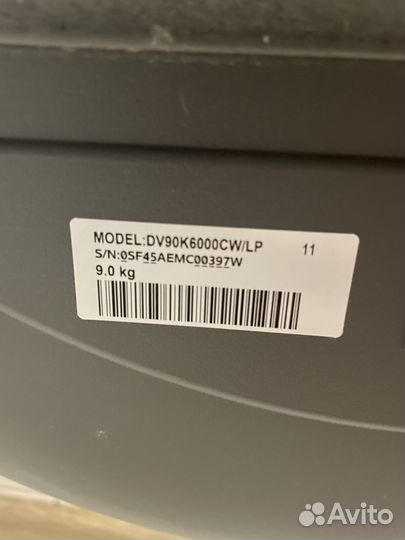 MODEL:DV90K6000CW/LP 11
S/N:0SF45AEMC00397W
9.0 kg
Avito